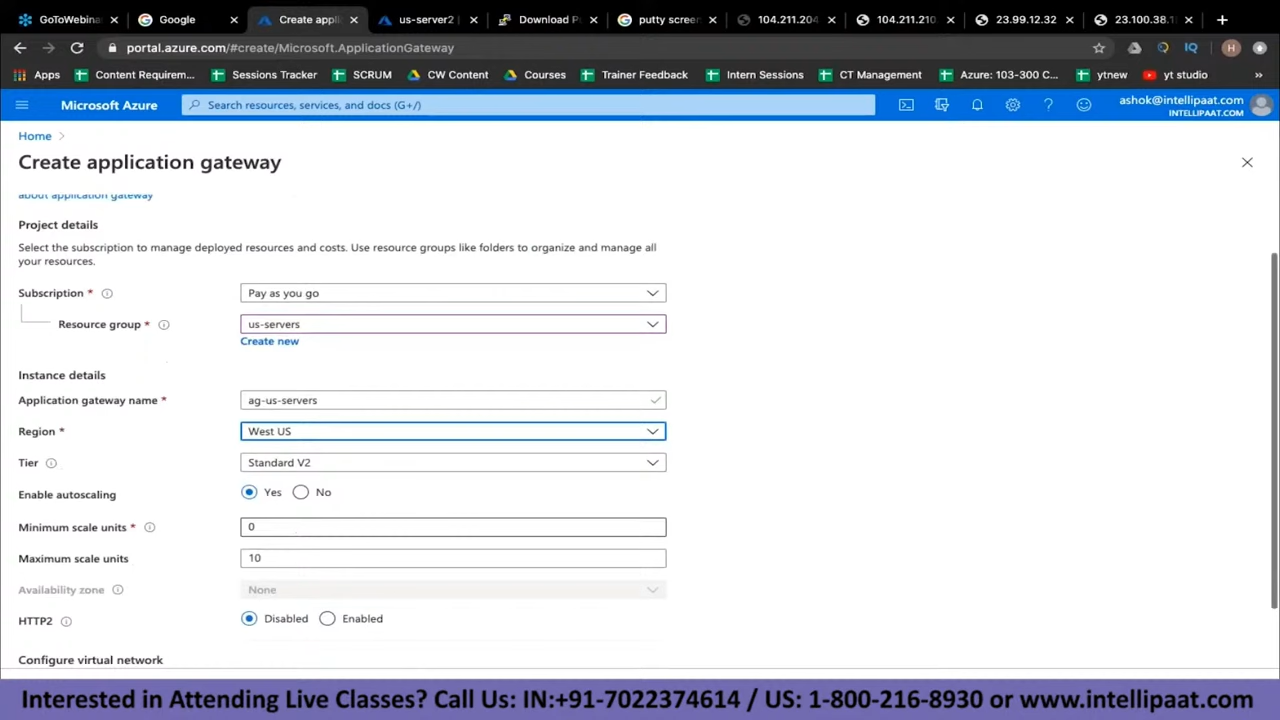 GoToWebina
Google
Create appli
us-server2
Download P
putty scree
104.211.204
104.211.210
23.99.12.32
23.100.38.1
portal.azure.com/#create/Microsoft.ApplicationGateway
H
Apps
Content Requirem...
Sessions Tracker
SCRUM
CW Content
Courses
Trainer Feedback
Intern Sessions
CT Management
Azure: 103-300 C...
ytnew
yt studio
»
Microsoft Azure
Search resources, services, and docs (G+/)
ashok@intellipaat.com
INTELLIPAAT.COM
Home
Create application gateway
about application gateway
Project details
Select the subscription to manage deployed resources and costs. Use resource groups like folders to organize and manage all
your resources.
Subscription *
Pay as you go
Resource group *
us-servers
Create new
Instance details
Application gateway name *
ag-us-servers
Region *
West US
Tier
Standard V2
Enable autoscaling
Yes
No
Minimum scale units *
0
Maximum scale units
10
Availability zone
None
HTTP2
Disabled
Enabled
Configure virtual network
Interested in Attending Live Classes? Call Us: IN:+91-7022374614 / US: 1-800-216-8930 or www.intellipaat.com